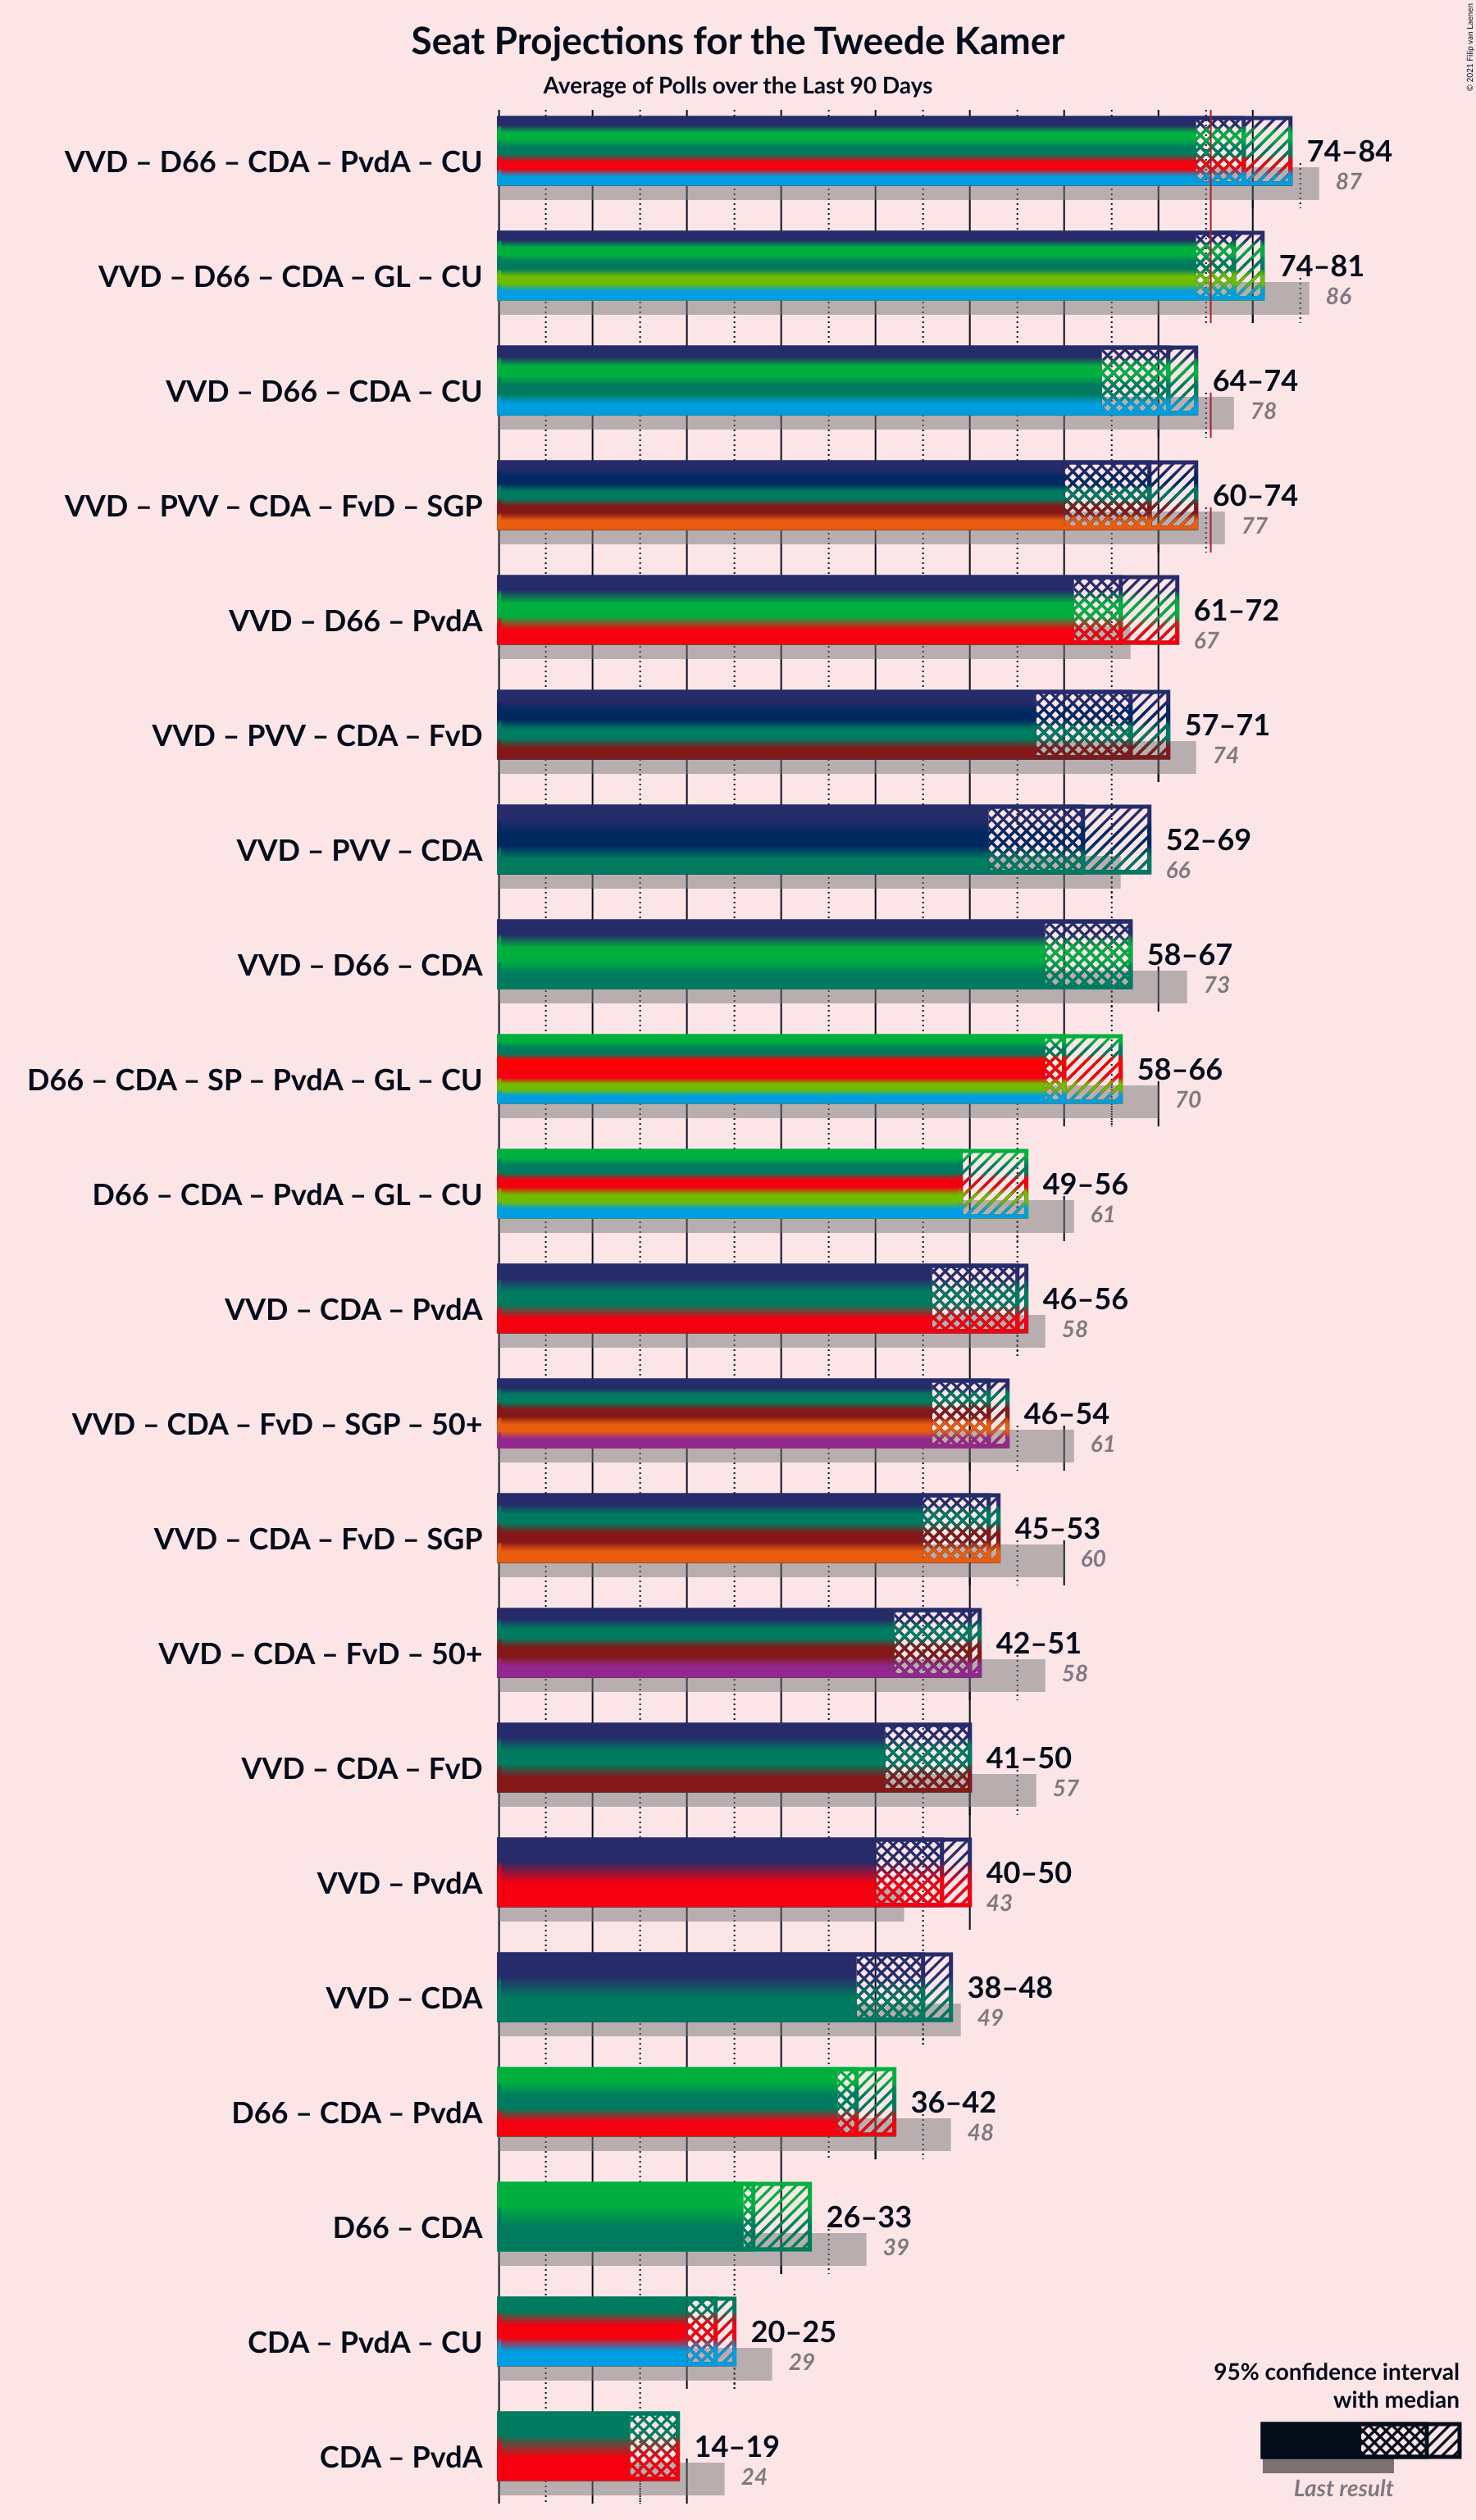 © 2021 Filip van Laenen
Seat Projections for the Tweede Kamer
Average of Polls over the Last 90 Days
VVD – D66 – CDA – PvdA – CU
74–84
87
VVD – D66 – CDA – GL – CU
74–81
86
VVD – D66 – CDA – CU
64–74
78
VVD – PVV – CDA – FvD – SGP
60–74
77
VVD – D66 – PvdA
61–72
67
VVD – PVV – CDA – FvD
57–71
74
VVD – PVV – CDA
52–69
66
VVD – D66 – CDA
58–67
73
D66 – CDA – SP – PvdA – GL – CU
58–66
70
D66 – CDA – PvdA – GL – CU
49–56
61
VVD – CDA – PvdA
46–56
58
VVD – CDA – FvD – SGP – 50+
46–54
61
VVD – CDA – FvD – SGP
45–53
60
VVD – CDA – FvD – 50+
42–51
58
VVD – CDA – FvD
41–50
57
VVD – PvdA
40–50
43
VVD – CDA
38–48
49
D66 – CDA – PvdA
36–42
48
D66 – CDA
26–33
39
CDA – PvdA – CU
20–25
29
CDA – PvdA
14–19
24
95% confidence interval
with median
Last result